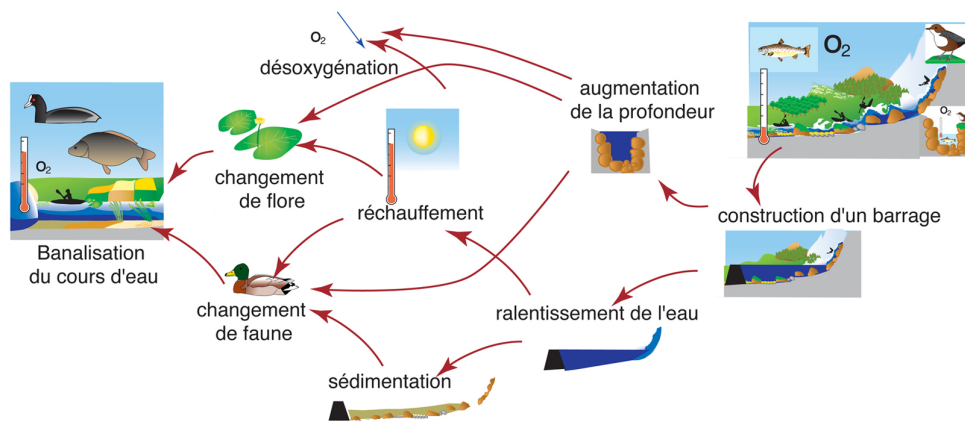 O₂
désoxygénation
augmentation
de la profondeur
O₂
O₂
construction d'un barrage
O₂
changement
de flore
réchauffement
Banalisation
du cours d'eau
changement
de faune
ralentissement de l'eau
sédimentation